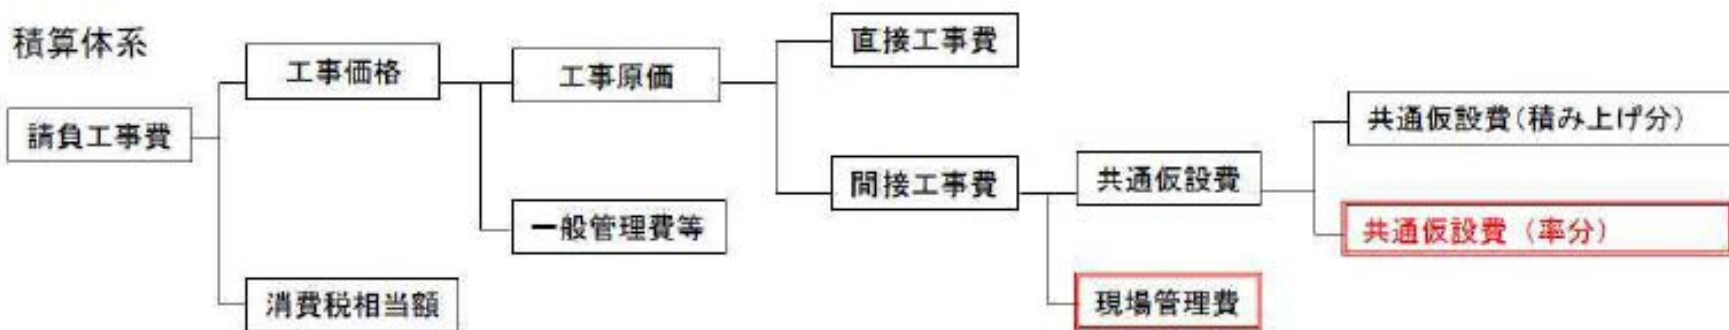 積算体系
請負工事費
工事価格
工事原価
直接工事費
間接工事費
共通仮設費
共通仮設費(積み上げ分)
共通仮設費（率分）
現場管理費
一般管理費等
消費税相当額